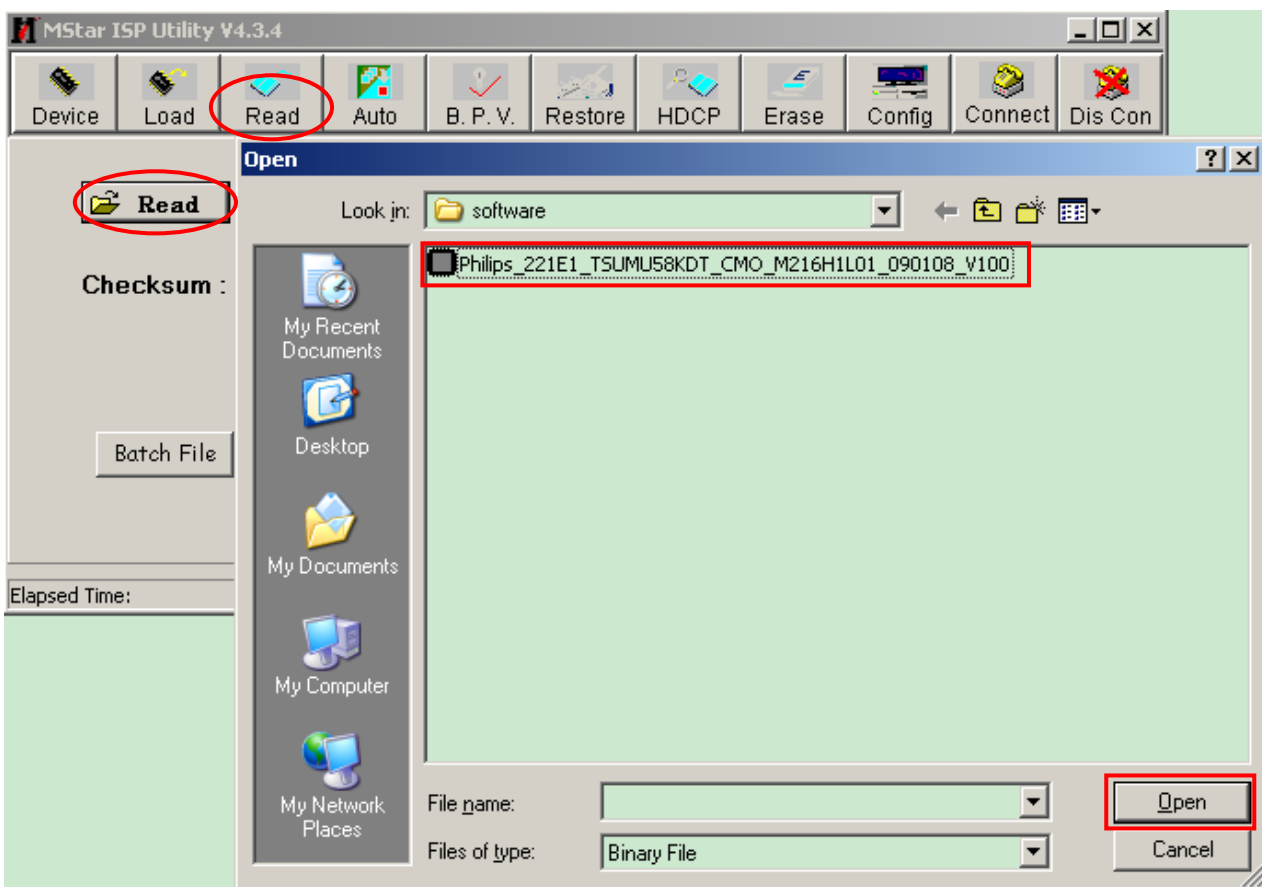 MStar ISP Utility V4.3.4
Device Load Read Auto B. P. V. Restore HDCP Erase Config Connect Dis Con
Open
Read
Look in: software
Philips_221E1_TSUMU58KDT_CMO_M216H1L01_090108_V100
Checksum :
My Recent
Documents
Desktop
Batch File
My Documents
Elapsed Time:
My Computer
My Network
Places
File name:
Open
Files of type: Binary File
Cancel